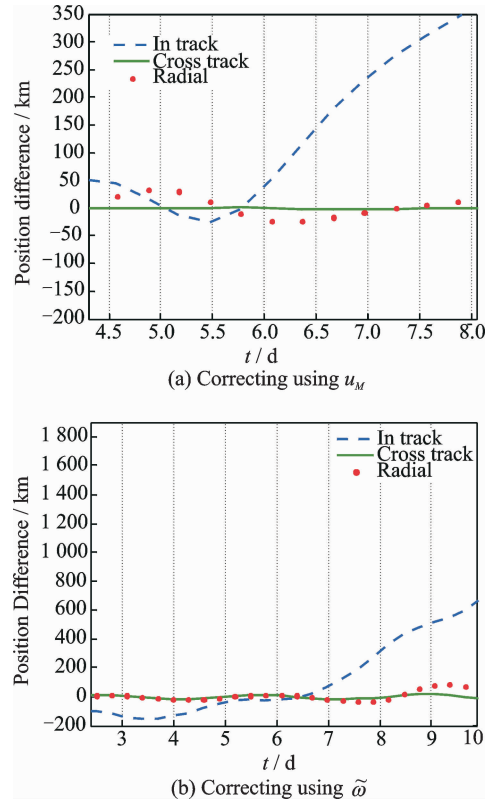 350
300
250
200
150
100
50
0
−50
−100
−150
−200
Position difference / km
In track
Cross track
Radial
4.5 5.0 5.5 6.0 6.5 7.0 7.5 8.0
t / d
(a) Correcting using u_M
1 800
1 600
1 400
1 200
1 000
800
600
400
200
0
−200
Position Difference / km
In track
Cross track
Radial
3 4 5 6 7 8 9 10
t / d
(b) Correcting using ω̃